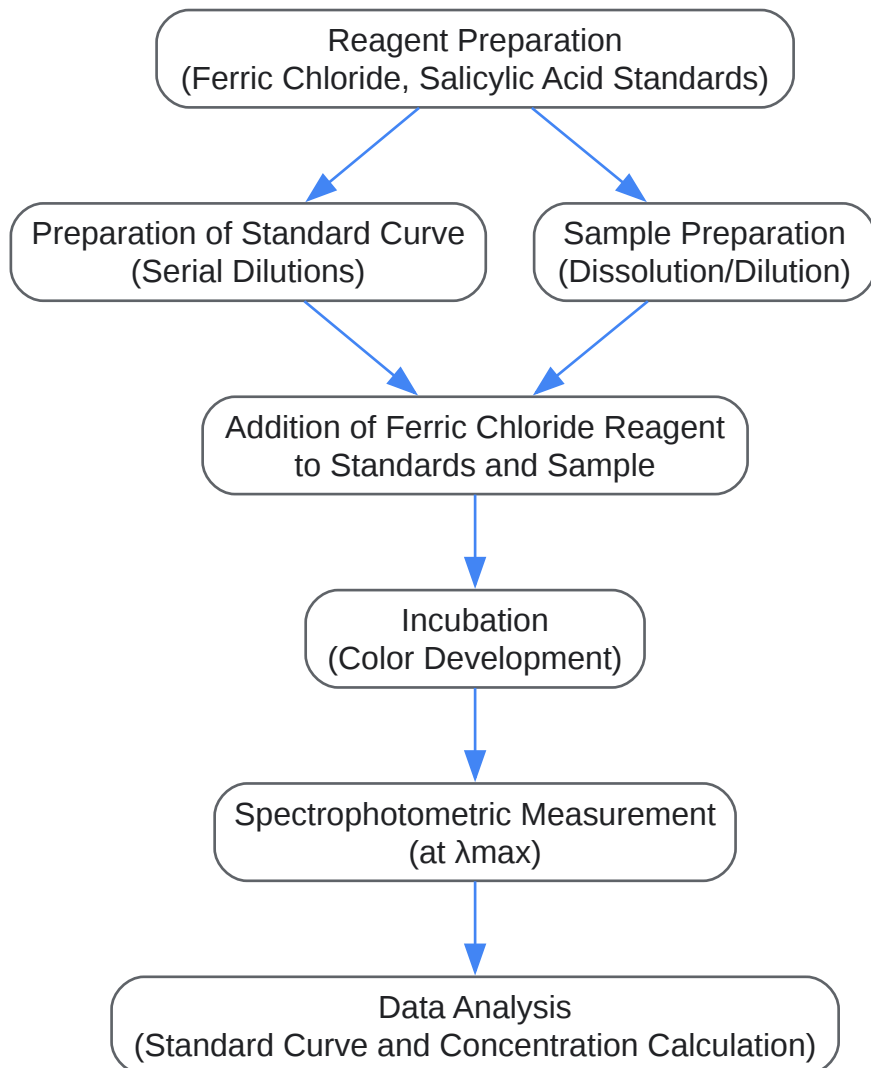 Reagent Preparation
(Ferric Chloride, Salicylic Acid Standards)
Preparation of Standard Curve
(Serial Dilutions)
Sample Preparation
(Dissolution/Dilution)
Addition of Ferric Chloride Reagent
to Standards and Sample
Incubation
(Color Development)
Spectrophotometric Measurement
(at λmax)
Data Analysis
(Standard Curve and Concentration Calculation)